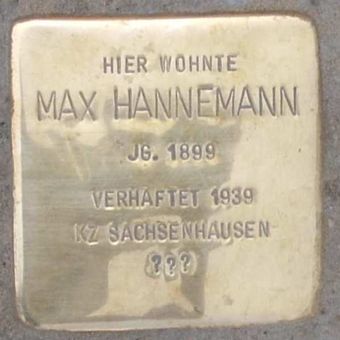 HIER WOHNTE
MAX HANNEMANN
JG. 1899
VERHAFTET 1939
KZ SACHSENHAUSEN
???